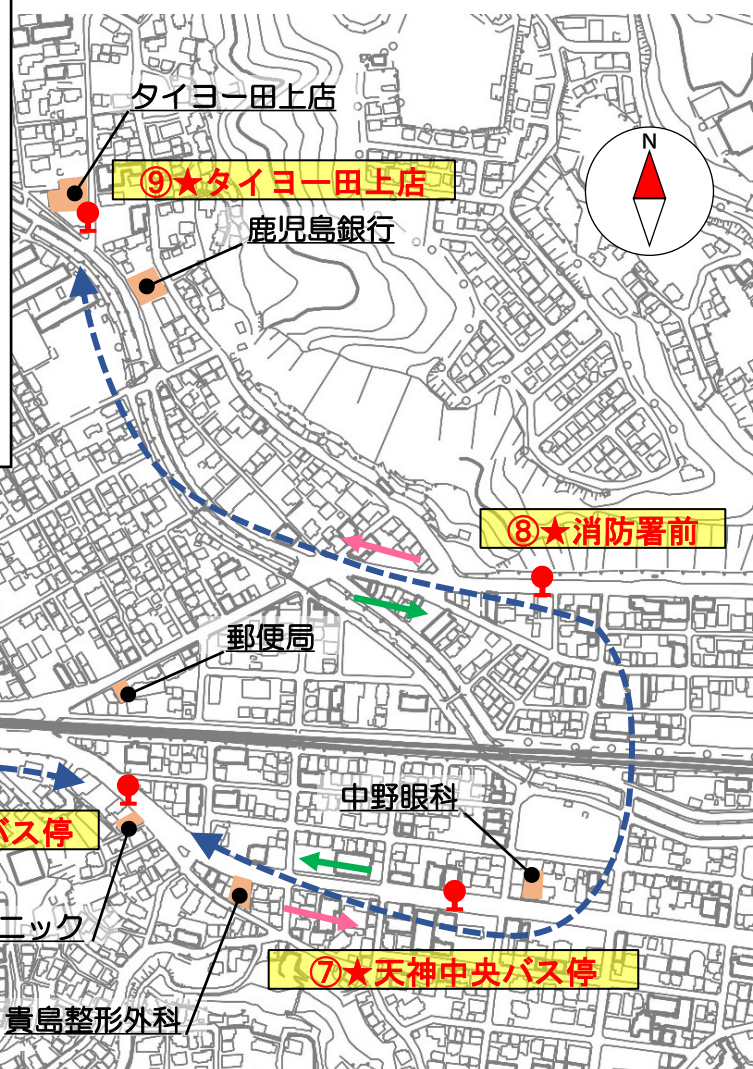 タイヨー田上店
N
⑨★タイヨー田上店
鹿児島銀行
⑧★消防署前
郵便局
中野眼科
バス停
ニック
⑦★天神中央バス停
貴島整形外科